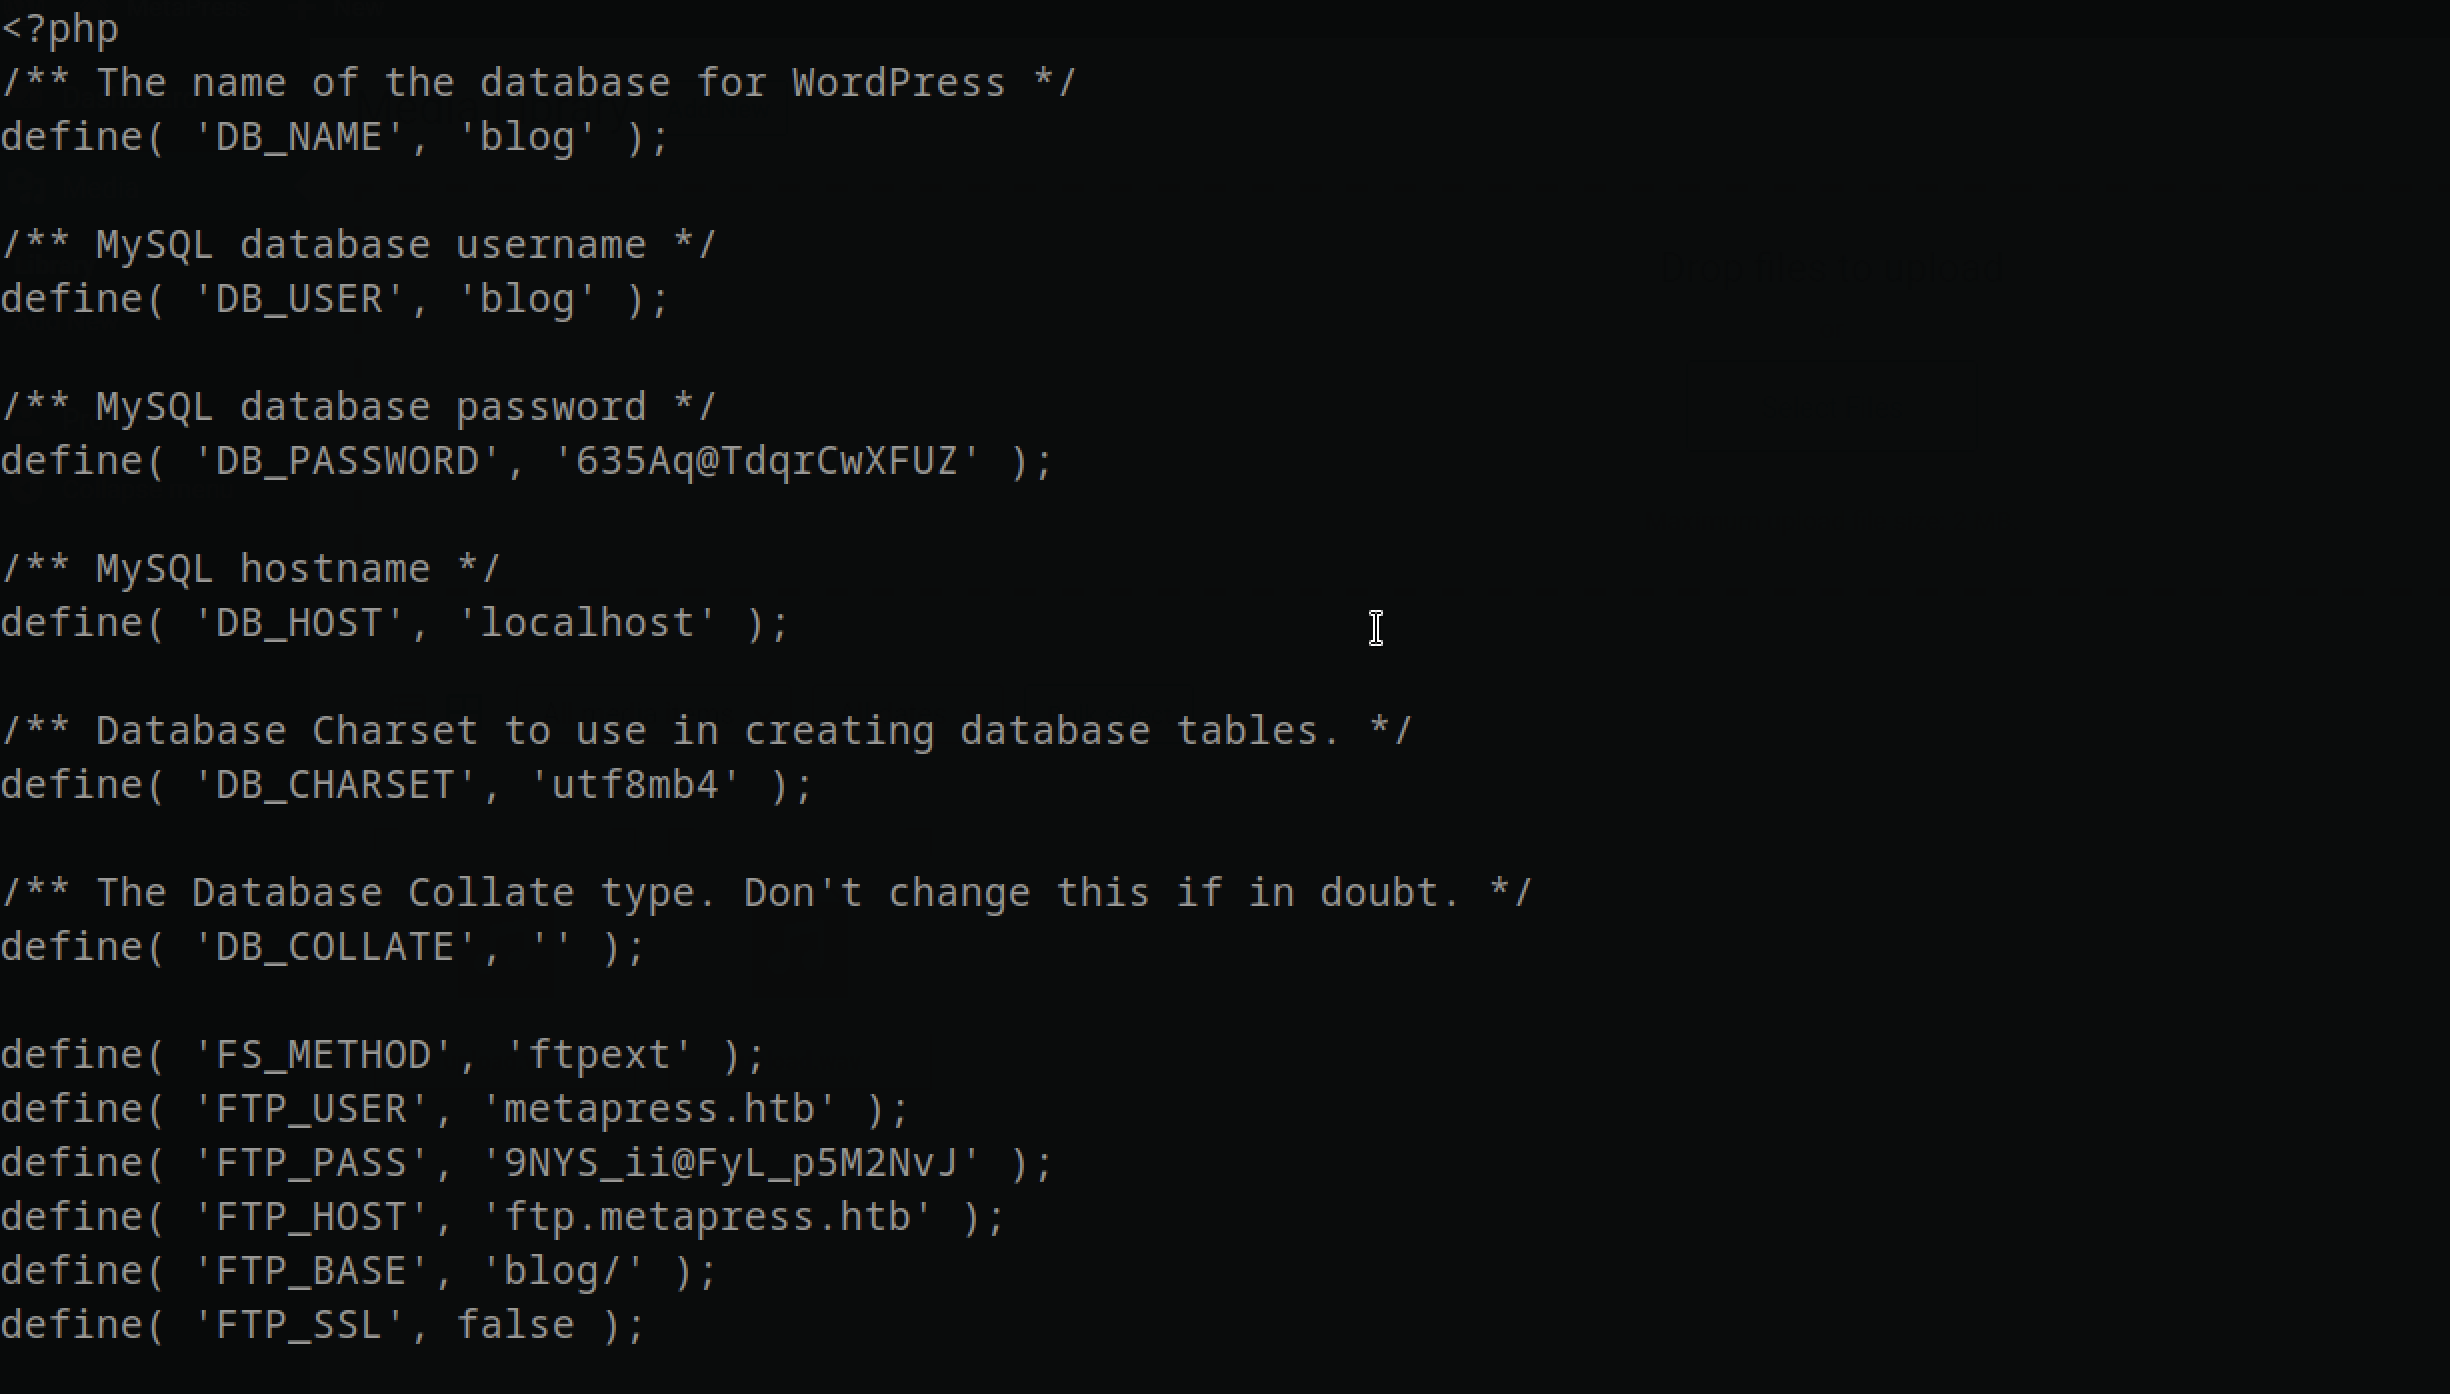 <?php
/** The name of the database for WordPress */
define( 'DB_NAME', 'blog' );
/** MySQL database username */
define( 'DB_USER', 'blog' );
/** MySQL database password */
define( 'DB_PASSWORD', '635Aq@TdqrCwXFUZ' );
/** MySQL hostname */
define( 'DB_HOST', 'localhost' );
/** Database Charset to use in creating database tables. */
define( 'DB_CHARSET', 'utf8mb4' );
/** The Database Collate type. Don't change this if in doubt. */
define( 'DB_COLLATE', '' );
define( 'FS_METHOD', 'ftpext' );
define( 'FTP_USER', 'metapress.htb' );
define( 'FTP_PASS', '9NYS_ii@FyL_p5M2NvJ' );
define( 'FTP_HOST', 'ftp.metapress.htb' );
define( 'FTP_BASE', 'blog/' );
define( 'FTP_SSL', false );